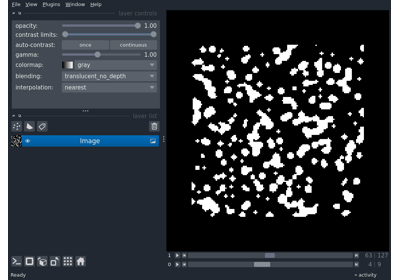 File View Plugins Window Help
layer controls
opacity: 1.00
contrast limits:
auto-contrast: once continuous
gamma: 1.00
colormap: gray
blending: translucent_no_depth
interpolation: nearest
layer list
Image
1 63 127
0 4 9
Ready activity